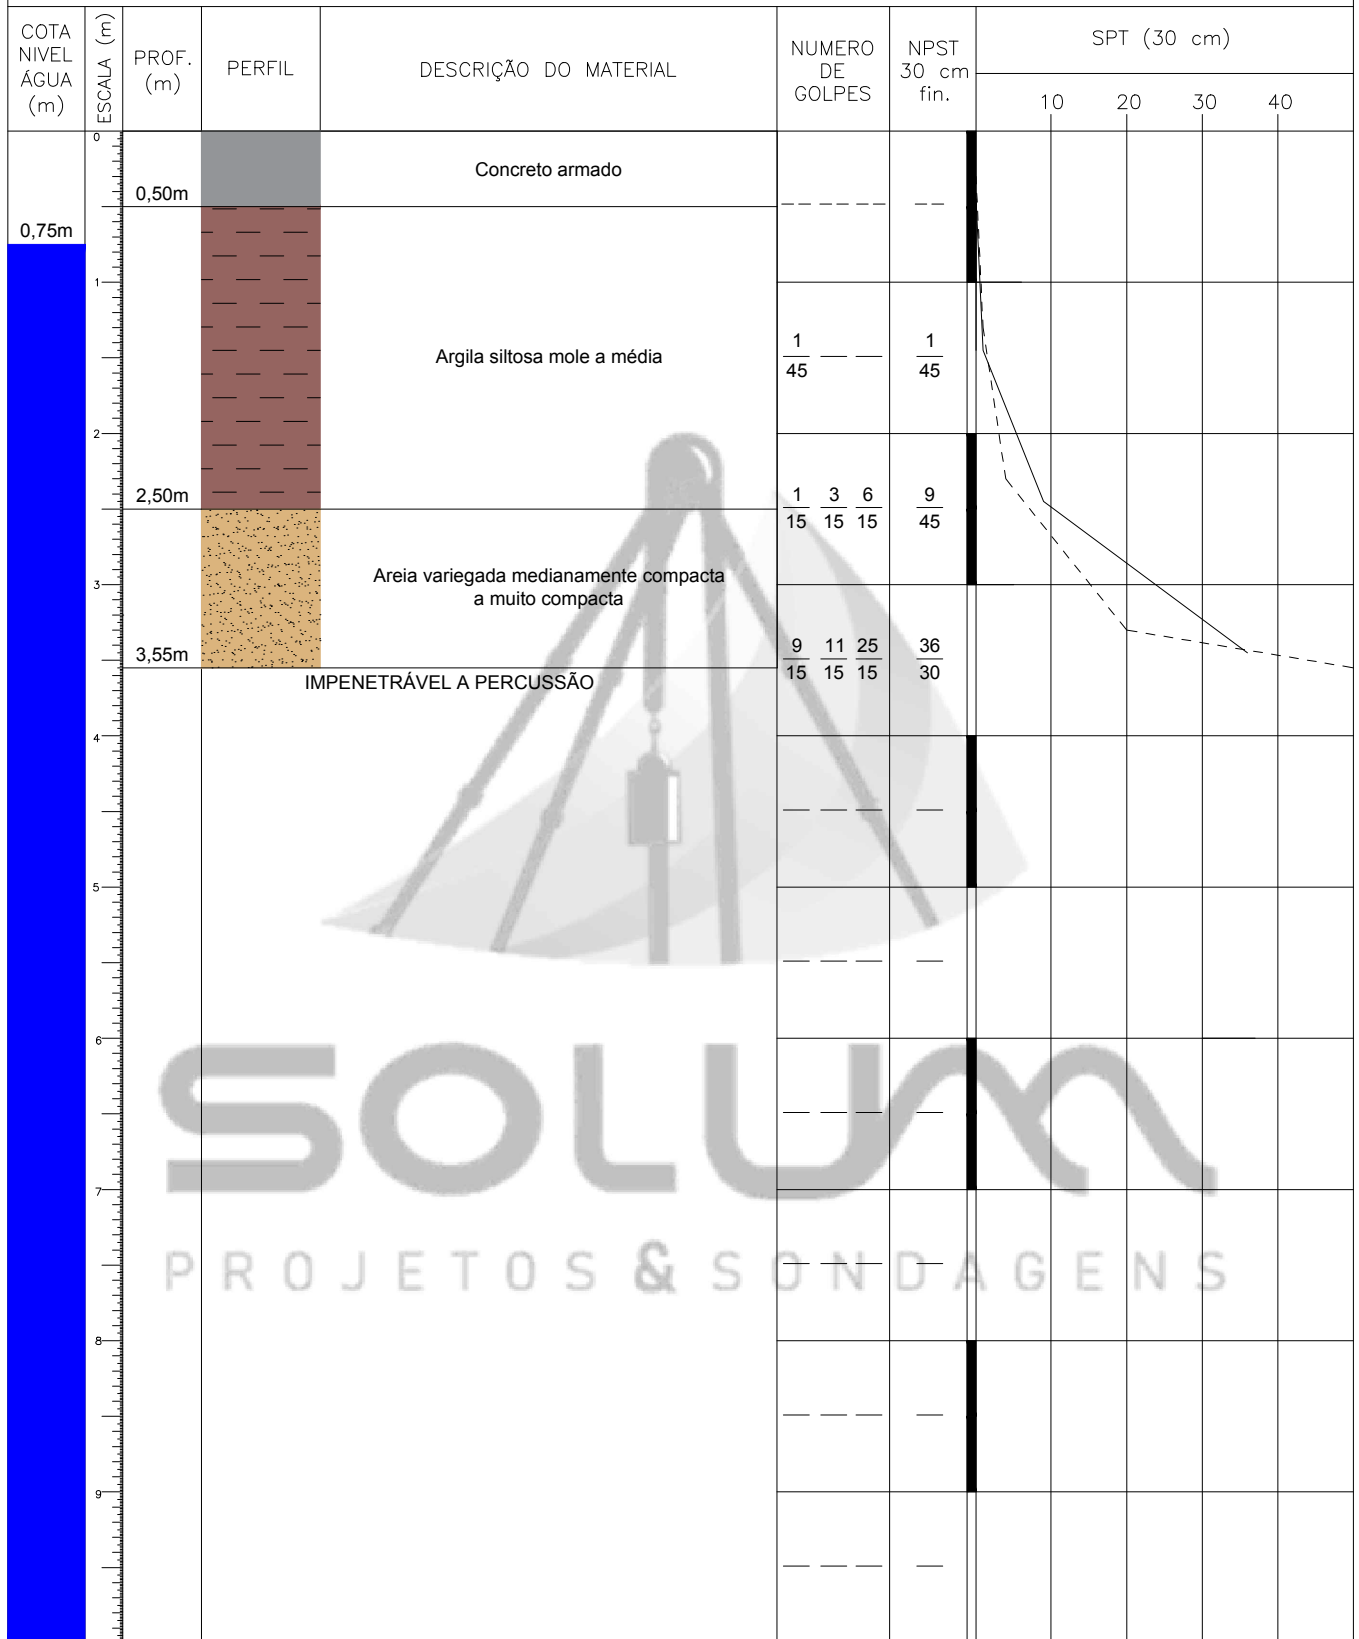 COTA
NIVEL
ÁGUA
(m)
ESCALA (m)
PROF.
(m)
PERFIL
DESCRIÇÃO DO MATERIAL
NUMERO
DE
GOLPES
NPST
30 cm
fin.
SPT (30 cm)
10 20 30 40
0
Concreto armado
0,50m
0,75m
1
Argila siltosa mole a média
1 1
45 45
2
2,50m
1 3 6 9
15 15 15 45
Areia variegada medianamente compacta
a muito compacta
3
3,55m
9 11 25 36
15 15 15 30
IMPENETRÁVEL A PERCUSSÃO
4
5
6
SOLUM
7
PROJETOS & SONDAGENS
8
9